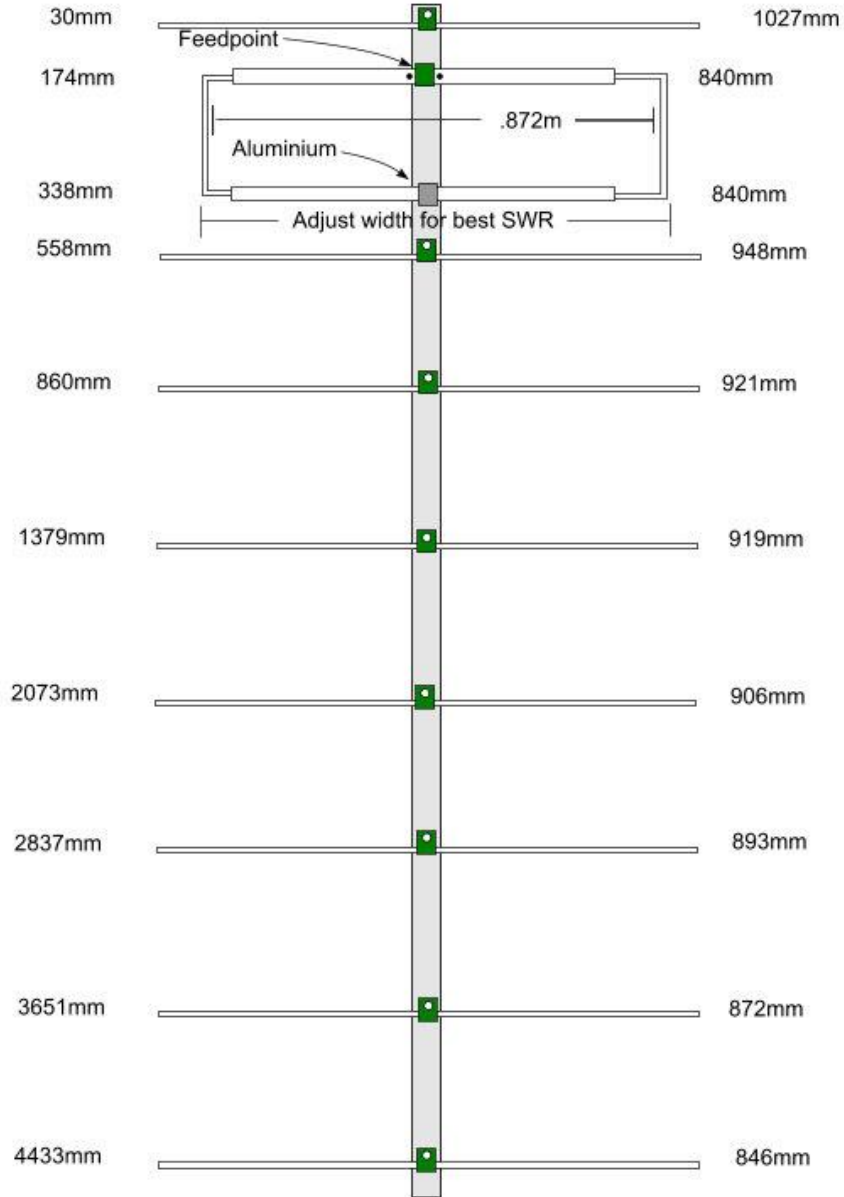 30mm 1027mm
Feedpoint
174mm 840mm
.872m
Aluminium
338mm 840mm
Adjust width for best SWR
558mm 948mm
860mm 921mm
1379mm 919mm
2073mm 906mm
2837mm 893mm
3651mm 872mm
4433mm 846mm